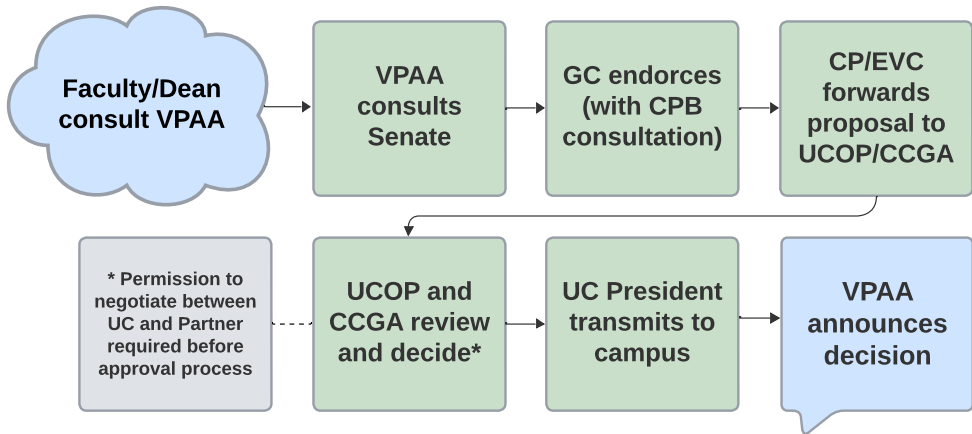 Faculty/Dean
consult VPAA
VPAA
consults
Senate
GC endorces
(with CPB
consultation)
CP/EVC
forwards
proposal to
UCOP/CCGA
* Permission to
negotiate between
UC and Partner
required before
approval process
UCOP and
CCGA review
and decide*
UC President
transmits to
campus
VPAA
announces
decision